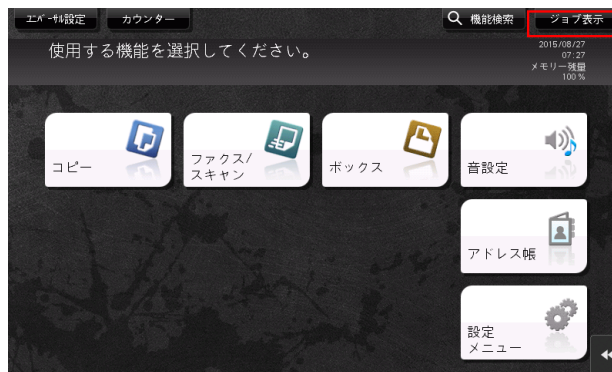 ユニバーサル設定
カウンター
機能検索
ジョブ表示
使用する機能を選択してください。
2015/08/27
07:27
メモリー残量
100 %
コピー
ファクス/
スキャン
ボックス
音設定
アドレス帳
設定
メニュー